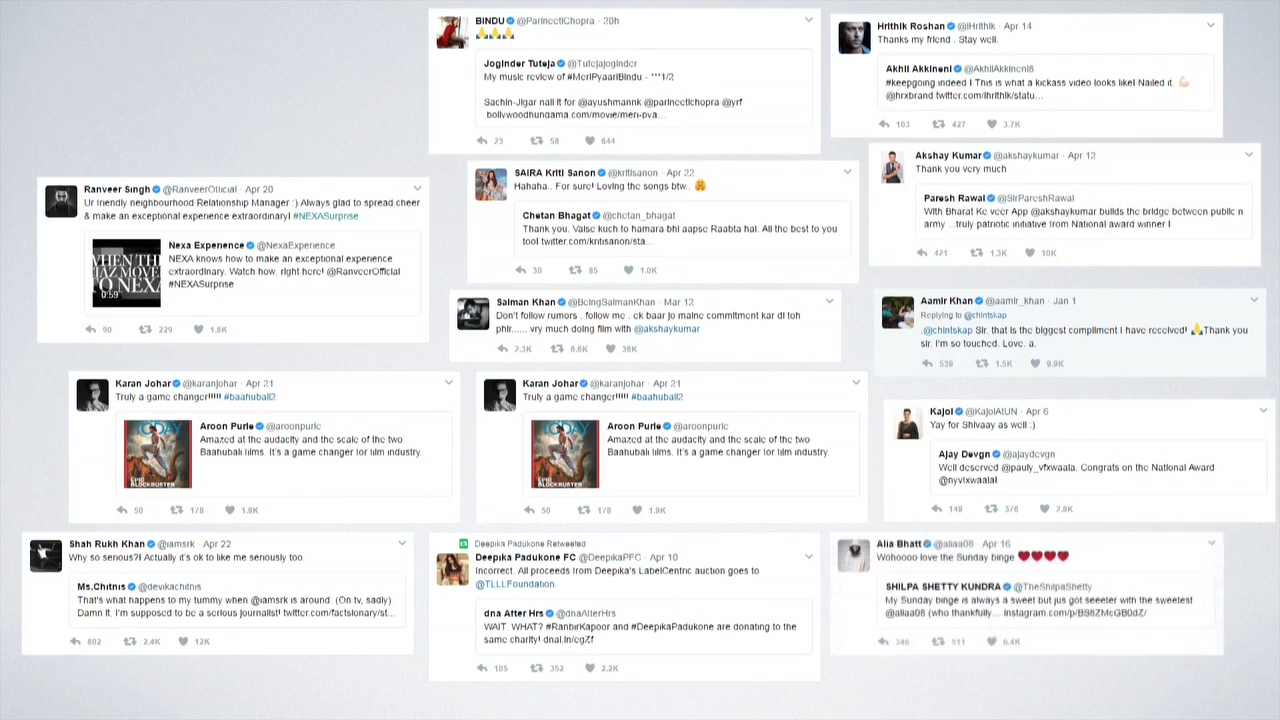 BINDU @ParineetiChopra · 20h
Joginder Tuteja @Tutejajoginder
My music review of #MeriPyaariBindu - ***1/2
Sachin-Jigar nail it for @ayushmannk @parineetichopra @yrf
bollywoodhungama.com/movie/meri-pya...
23 58 644
Hrithik Roshan @iHrithik · Apr 14
Thanks my friend . Stay well.
Akhil Akkineni @AkhilAkkineni8
#keepgoing indeed ! This is what a kickass video looks like! Nailed it.
@hrxbrand twitter.com/ihrithik/statu...
103 427 3.7K
Akshay Kumar @akshaykumar · Apr 12
Thank you very much
Paresh Rawal @SirPareshRawal
With Bharat Ke veer App @akshaykumar builds the bridge between public n
army ...truly patriotic initiative from National award winner !
471 1.3K 10K
SAIRA Kriti Sanon @kritisanon · Apr 22
Hahaha.. For sure! Loving the songs btw..
Chetan Bhagat @chetan_bhagat
Thank you. Vaise kuch to hamara bhi aapse Raabta hai. All the best to you
too! twitter.com/kritisanon/sta...
30 85 1.0K
Ranveer Singh @RanveerOfficial · Apr 20
Ur friendly neighbourhood Relationship Manager :) Always glad to spread cheer
& make an exceptional experience extraordinary! #NEXASurprise
Nexa Experience @NexaExperience
NEXA knows how to make an exceptional experience
extraordinary. Watch how, right here! @RanveerOfficial
#NEXASurprise
0:59
90 229 1.8K
Salman Khan @BeingSalmanKhan · Mar 12
Don't follow rumors . follow me . ek baar jo maine commitment kar di toh
phir...... vry much doing film with @akshaykumar
2.3K 6.6K 36K
Aamir Khan @aamir_khan · Jan 1
Replying to @chintskap
.@chintskap Sir, that is the biggest compliment I have received! Thank you
sir. I'm so touched. Love. a.
539 1.5K 9.9K
Karan Johar @karanjohar · Apr 21
Truly a game changer!!!!! #baahubali2
Aroon Purie @aroonpurie
Amazed at the audacity and the scale of the two
Baahubali films. It's a game changer for film industry.
EPIC
BLOCKBUSTER
50 178 1.9K
Karan Johar @karanjohar · Apr 21
Truly a game changer!!!!! #baahubali2
Aroon Purie @aroonpurie
Amazed at the audacity and the scale of the two
Baahubali films. It's a game changer for film industry.
EPIC
BLOCKBUSTER
50 178 1.9K
Kajol @KajolAtUN · Apr 6
Yay for Shivaay as well :)
Ajay Devgn @ajaydevgn
Well deserved @pauly_vfxwaala. Congrats on the National Award
@nyvfxwaala!
149 376 2.8K
Shah Rukh Khan @iamsrk · Apr 22
Why so serious?! Actually it's ok to like me seriously too
Ms.Chitnis @devikachitnis
That's what happens to my tummy when @iamsrk is around. (On tv, sadly)
Damn it. I'm supposed to be a serious journalist! twitter.com/factsionary/st...
802 2.4K 12K
Deepika Padukone Retweeted
Deepika Padukone FC @DeepikaPFC · Apr 10
Incorrect. All proceeds from Deepika's LabelCentric auction goes to
@TLLLFoundation.
dna After Hrs @dnaAfterHrs
WAIT. WHAT? #RanbirKapoor and #DeepikaPadukone are donating to the
same charity! dnai.in/egZf
105 352 2.2K
Alia Bhatt @aliaa08 · Apr 16
Wohoooo love the Sunday binge
SHILPA SHETTY KUNDRA @TheShilpaShetty
My Sunday binge is always a sweet but jus got seeeter with the sweetest
@aliaa08 (who thankfully... instagram.com/p/BS8ZMcGB0dZ/
346 511 6.4K